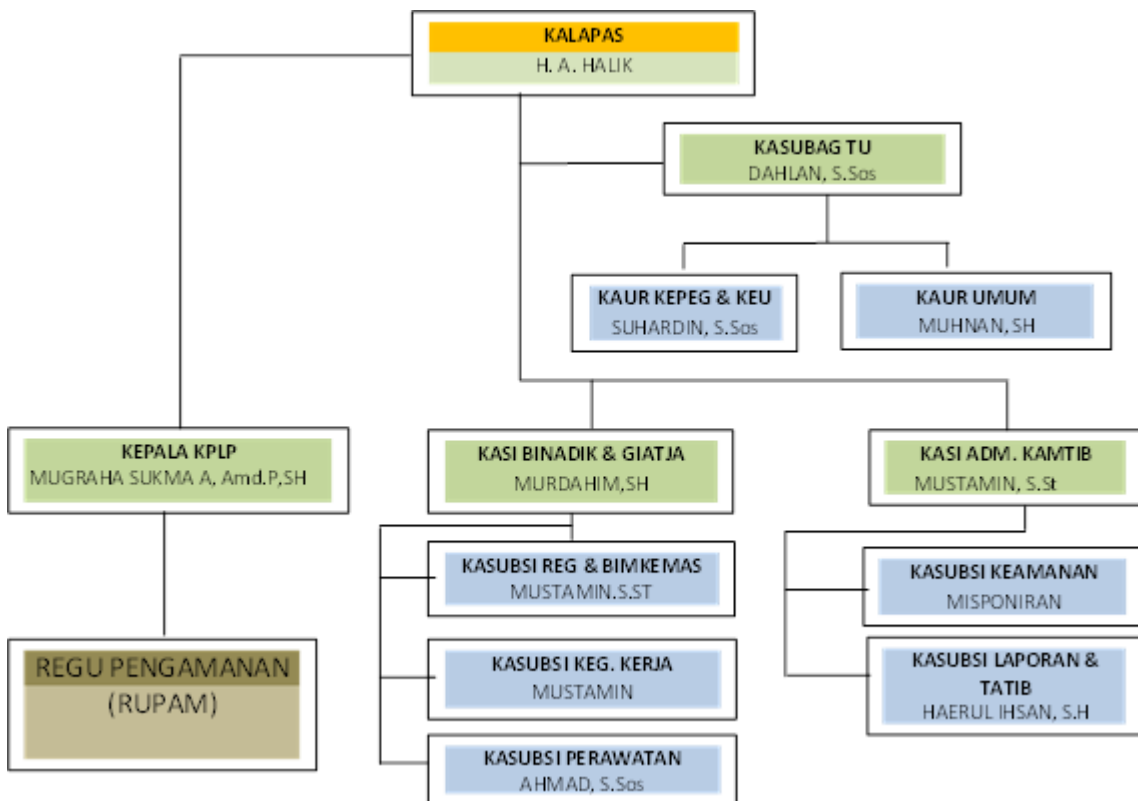 KALAPAS
H. A. HALIK
KASUBAG TU
DAHLAN, S.Sos
KAUR KEPEG & KEU
SUHARDIN, S.Sos
KAUR UMUM
MUHNAN, SH
KEPALA KPLP
MUGRAHA SUKMA A, Amd.P,SH
KASI BINADIK & GIATJA
MURDAHIM,SH
KASI ADM. KAMTIB
MUSTAMIN, S.St
KASUBSI REG & BIMKEMAS
MUSTAMIN.S.ST
KASUBSI KEAMANAN
MISPONIRAN
REGU PENGAMANAN
(RUPAM)
KASUBSI KEG. KERJA
MUSTAMIN
KASUBSI LAPORAN &
TATIB
HAERUL IHSAN, S.H
KASUBSI PERAWATAN
AHMAD, S.Sos